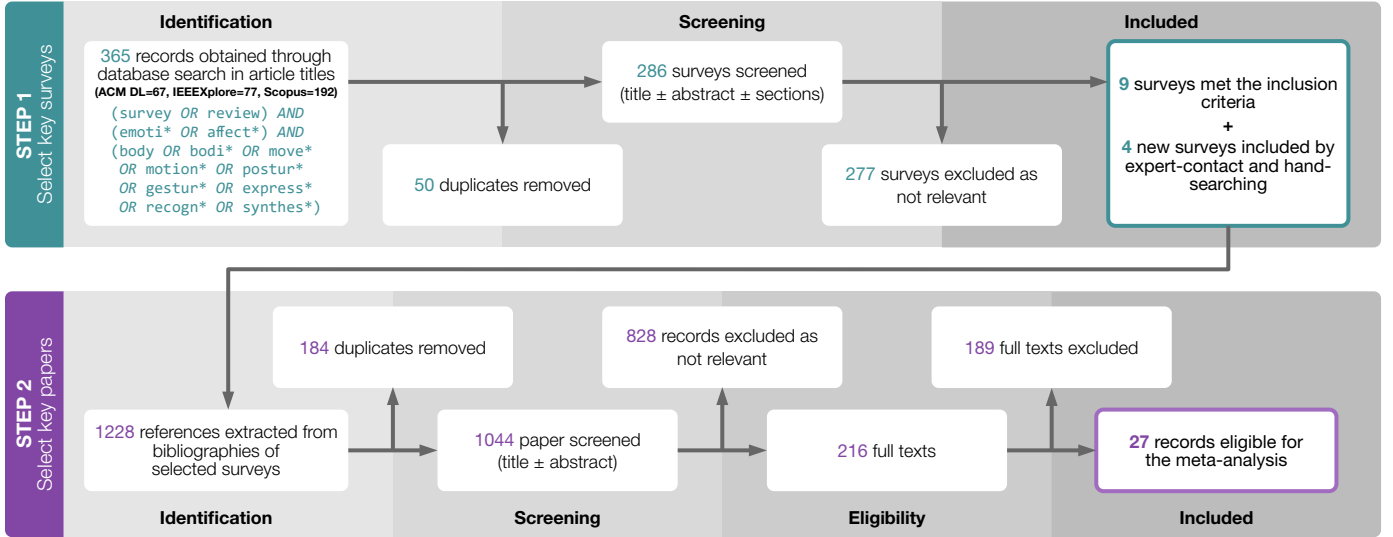 STEP 1
Select key surveys
Identification
Screening
Included
365 records obtained through
database search in article titles
(ACM DL=67, IEEEXplore=77, Scopus=192)
(survey OR review) AND
(emoti* OR affect*) AND
(body OR bodi* OR move*
OR motion* OR postur*
OR gestur* OR express*
OR recogn* OR synthes*)
50 duplicates removed
286 surveys screened
(title ± abstract ± sections)
277 surveys excluded as
not relevant
9 surveys met the inclusion
criteria
+
4 new surveys included by
expert-contact and hand-
searching
STEP 2
Select key papers
184 duplicates removed
828 records excluded as
not relevant
189 full texts excluded
1228 references extracted from
bibliographies of
selected surveys
1044 paper screened
(title ± abstract)
216 full texts
27 records eligible for
the meta-analysis
Identification
Screening
Eligibility
Included